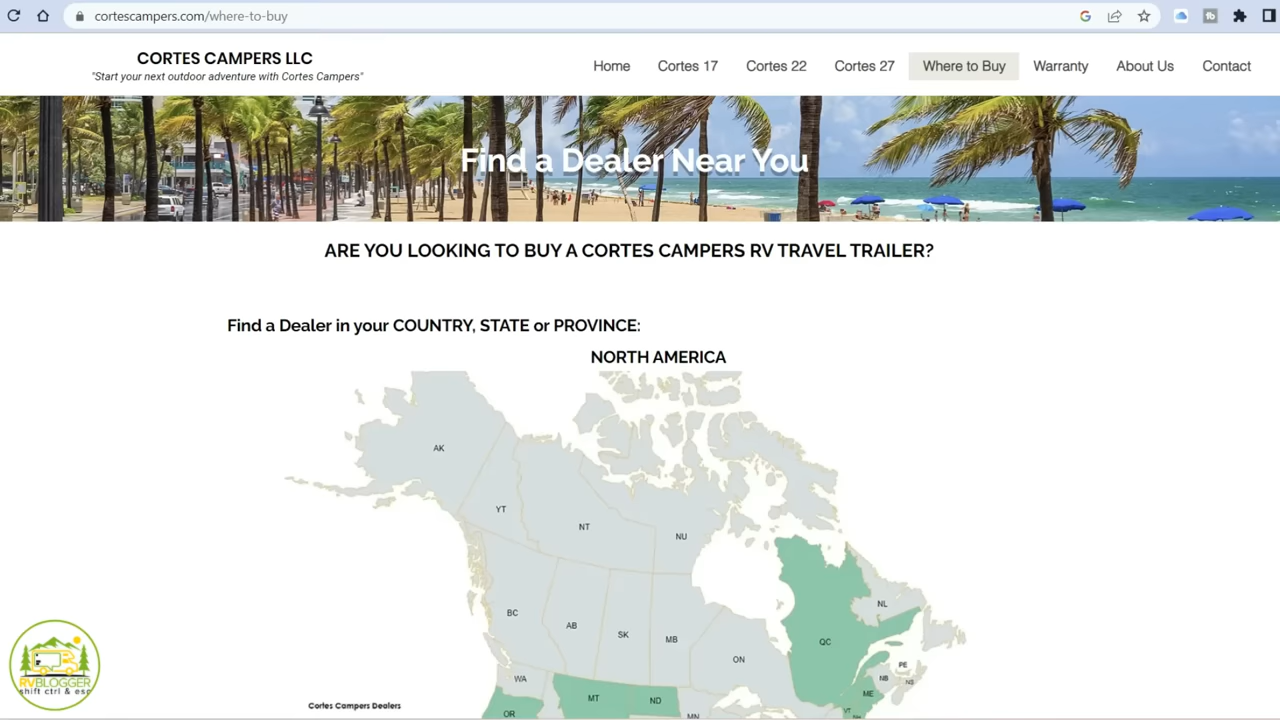 cortescampers.com/where-to-buy
CORTES CAMPERS LLC
"Start your next outdoor adventure with Cortes Campers"
Home Cortes 17 Cortes 22 Cortes 27 Where to Buy Warranty About Us Contact
Find a Dealer Near You
ARE YOU LOOKING TO BUY A CORTES CAMPERS RV TRAVEL TRAILER?
Find a Dealer in your COUNTRY, STATE or PROVINCE:
NORTH AMERICA
AK
YT
NT
NU
NL
BC
AB
SK
MB
ON
QC
PE
NB
NS
WA
MT
ND
ME
OR
MN
VT
Cortes Campers Dealers
RVBLOGGER
shift ctrl & esc